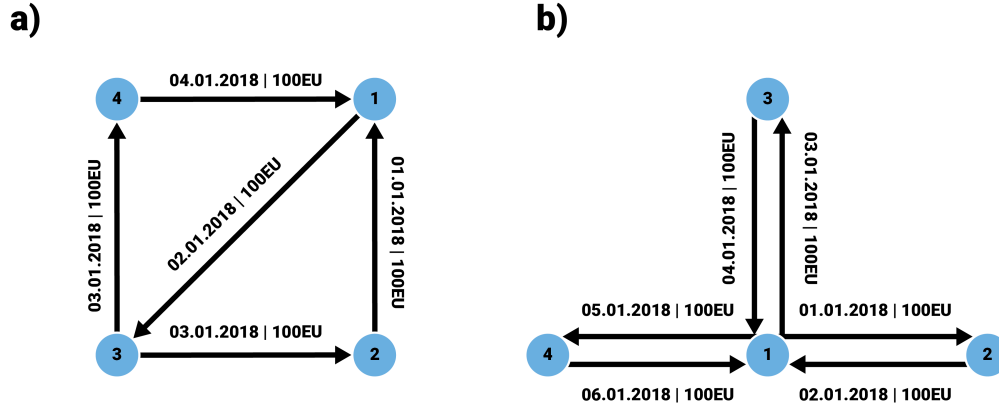 a)
b)
04.01.2018 | 100EU
4
1
3
03.01.2018 | 100EU
02.01.2018 | 100EU
01.01.2018 | 100EU
04.01.2018 | 100EU
03.01.2018 | 100EU
03.01.2018 | 100EU
3
2
05.01.2018 | 100EU
01.01.2018 | 100EU
4
1
2
06.01.2018 | 100EU
02.01.2018 | 100EU